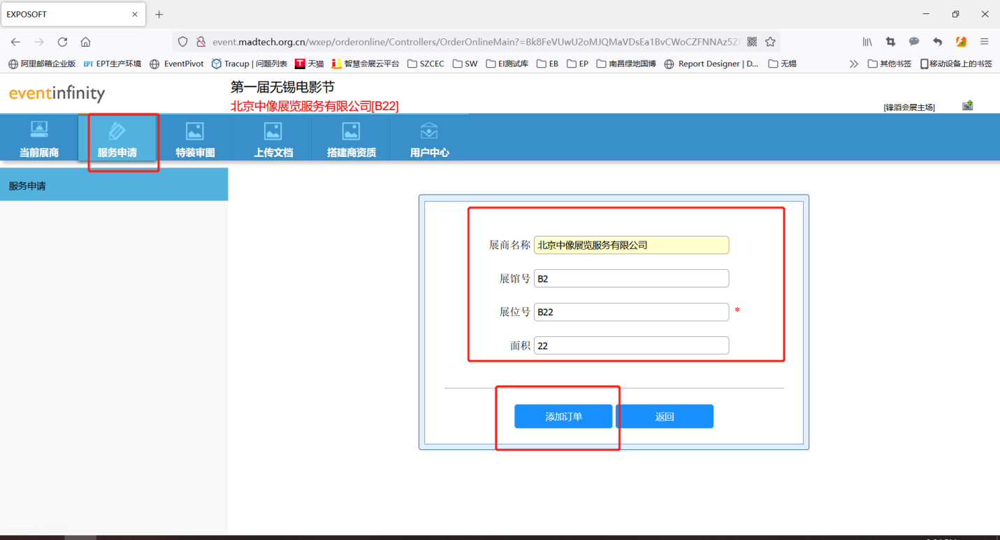 EXPOSOFT
event.madtech.org.cn/wxep/orderonline/Controllers/OrderOnlineMain?=Bk8FeVUwU2oMJQMaVDsEa1BvCWoCZFNNAz5ZF
阿里邮箱企业版 EPT EPT生产环境 EventPivot Tracup | 问题列表 T 天猫 智慧会展云平台 SZCEC SW EI测试库 EB EP 南昌绿地国博 Report Designer | D... 无锡 其他书签 移动设备上的书签
eventinfinity
第一届无锡电影节
北京中像展览服务有限公司[B22]
[锋滔会展主场]
当前展商 服务申请 特装审图 上传文档 搭建商资质 用户中心
服务申请
展商名称 北京中像展览服务有限公司
展馆号 B2
展位号 B22 *
面积 22
添加订单 返回